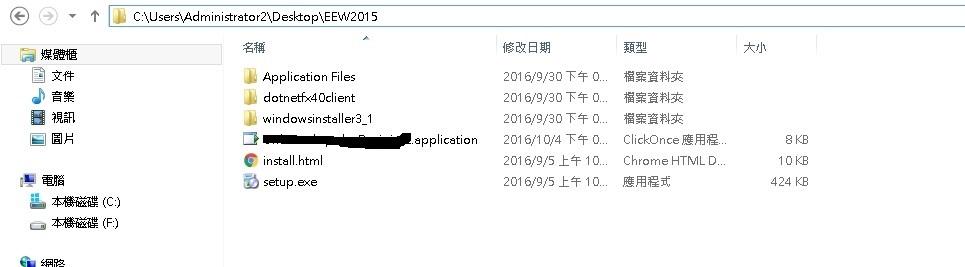 C:\Users\Administrator2\Desktop\EEW2015
媒體櫃
文件
音樂
視訊
圖片
電腦
本機磁碟 (C:)
本機磁碟 (F:)
網路
名稱 修改日期 類型 大小
Application Files 2016/9/30 下午 0... 檔案資料夾
dotnetfx40client 2016/9/30 下午 0... 檔案資料夾
windowsinstaller3_1 2016/9/30 下午 0... 檔案資料夾
.application 2016/10/4 下午 0... ClickOnce 應用程... 8 KB
install.html 2016/9/5 上午 10... Chrome HTML D... 10 KB
setup.exe 2016/9/5 上午 10... 應用程式 424 KB